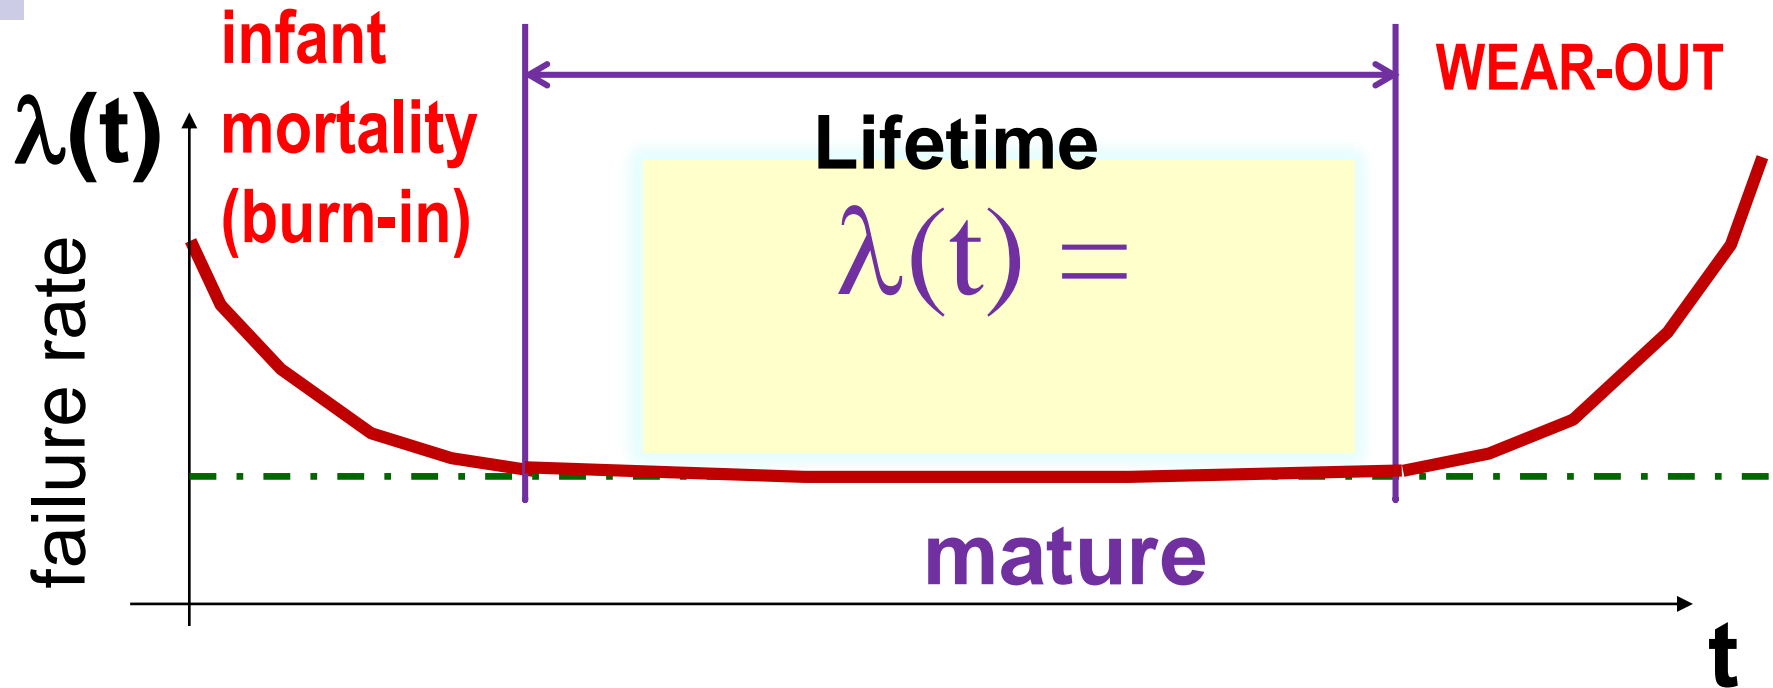 infant
mortality
(burn-in)
WEAR-OUT
λ(t)
Lifetime
λ(t) =
failure rate
mature
t